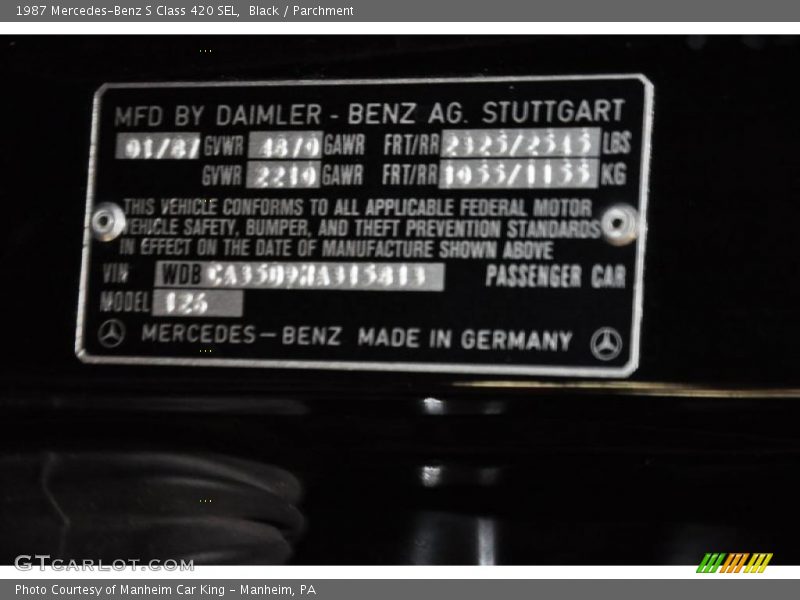 1987 Mercedes-Benz S Class 420 SEL,  Black / Parchment
MFD BY DAIMLER - BENZ AG. STUTTGART
01/87 GVWR 4870 GAWR FRT/RR 2325/2545 LBS
GVWR 2210 GAWR FRT/RR 1055/1155 KG
THIS VEHICLE CONFORMS TO ALL APPLICABLE FEDERAL MOTOR
VEHICLE SAFETY, BUMPER, AND THEFT PREVENTION STANDARDS
IN EFFECT ON THE DATE OF MANUFACTURE SHOWN ABOVE
VIN WDB PASSENGER CAR
MODEL 126
MERCEDES-BENZ MADE IN GERMANY
GTcarlot.com
Photo Courtesy of Manheim Car King - Manheim, PA